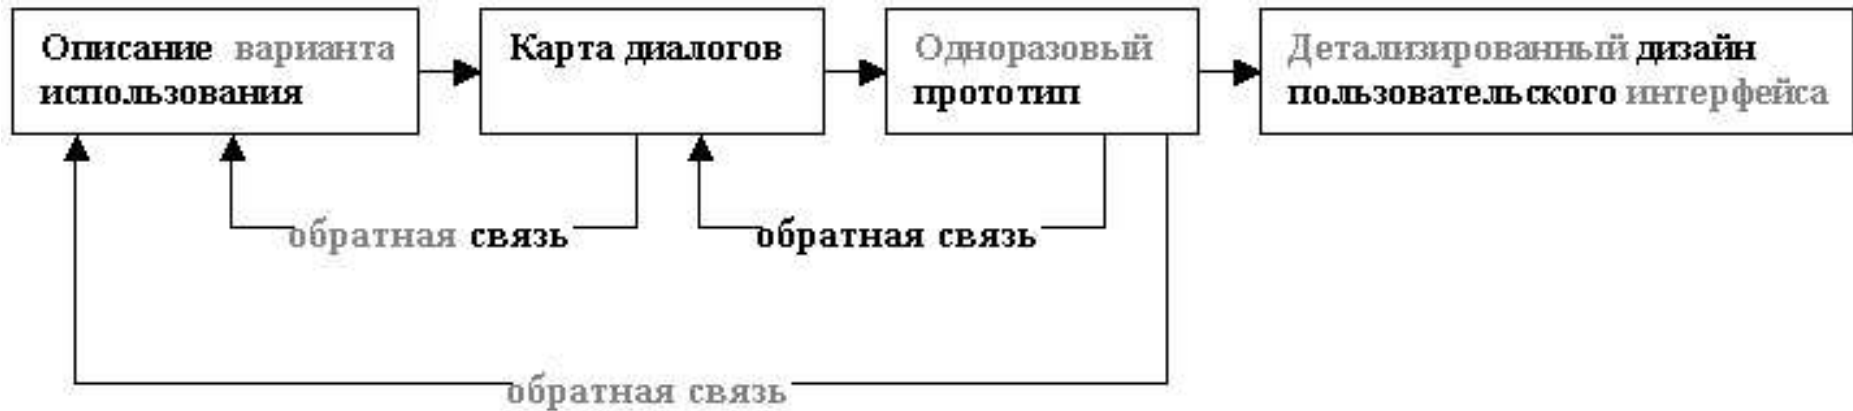 Описание варианта
использования
Карта диалогов
Одноразовый
прототип
Детализированный дизайн
пользовательского интерфейса
обратная связь
обратная связь
обратная связь